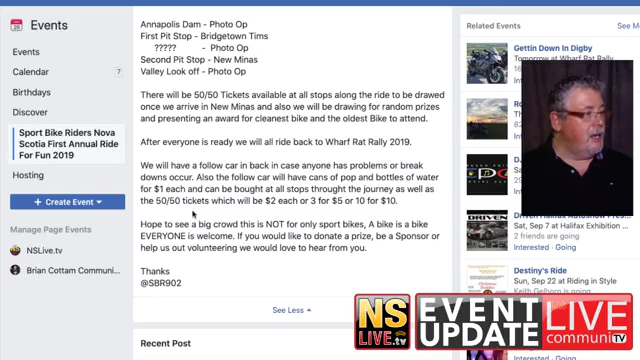 Events
Events
Calendar 7
Birthdays
Discover
Sport Bike Riders Nova
Scotia First Annual Ride
For Fun 2019
Hosting
+ Create Event
Manage Page Events
NSLive.tv
Brian Cottam Communi...
Annapolis Dam - Photo Op
First Pit Stop - Bridgetown Tims
????? - Photo Op
Second Pit Stop - New Minas
Valley Look off - Photo Op
There will be 50/50 Tickets available at all stops along the ride to be drawed
once we arrive in New Minas and also we will be drawing for random prizes
and presenting an award for cleanest bike and the oldest Bike to attend.
After everyone is ready we will all ride back to Wharf Rat Rally 2019.
We will have a follow car in back in case anyone has problems or break
downs occur. Also the follow car will have cans of pop and bottles of water
for $1 each and can be bought at all stops throught the journey as well as
the 50/50 tickets which will be $2 each or 3 for $5 or 10 for $10.
Hope to see a big crowd this is NOT for only sport bikes, A bike is a bike
EVERYONE is welcome. If you would like to donate a prize, be a Sponsor or
help us out volunteering we would love to hear from you.
Thanks
@SBR902
See Less
Recent Post
Related Events
See Mo
Gettin Down In Digby
Tomorrow at Wharf Rat Rally
Interested
D
DRIVEN
Sat, Sep 7 at Halifax Exhibition ...
2 friends are going
Interested · Going
Destiny's Ride
Sun, Sep 22 at Riding in Style
Interested · Going
NS
LIVE.tv
EVENT
UPDATE
LIVE
communiTV